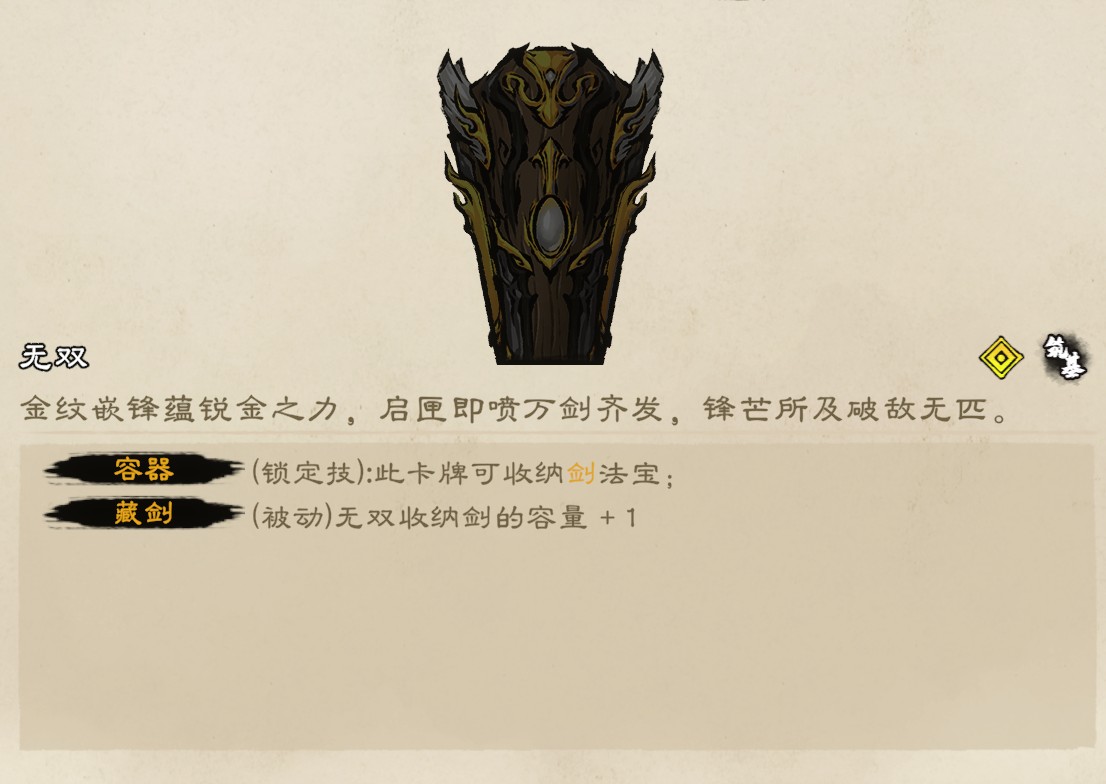 无双
筑基
金纹嵌锋蕴锐金之力，启匣即喷万剑齐发，锋芒所及破敌无匹。
容器 (锁定技):此卡牌可收纳剑法宝；
藏剑 (被动)无双收纳剑的容量 + 1